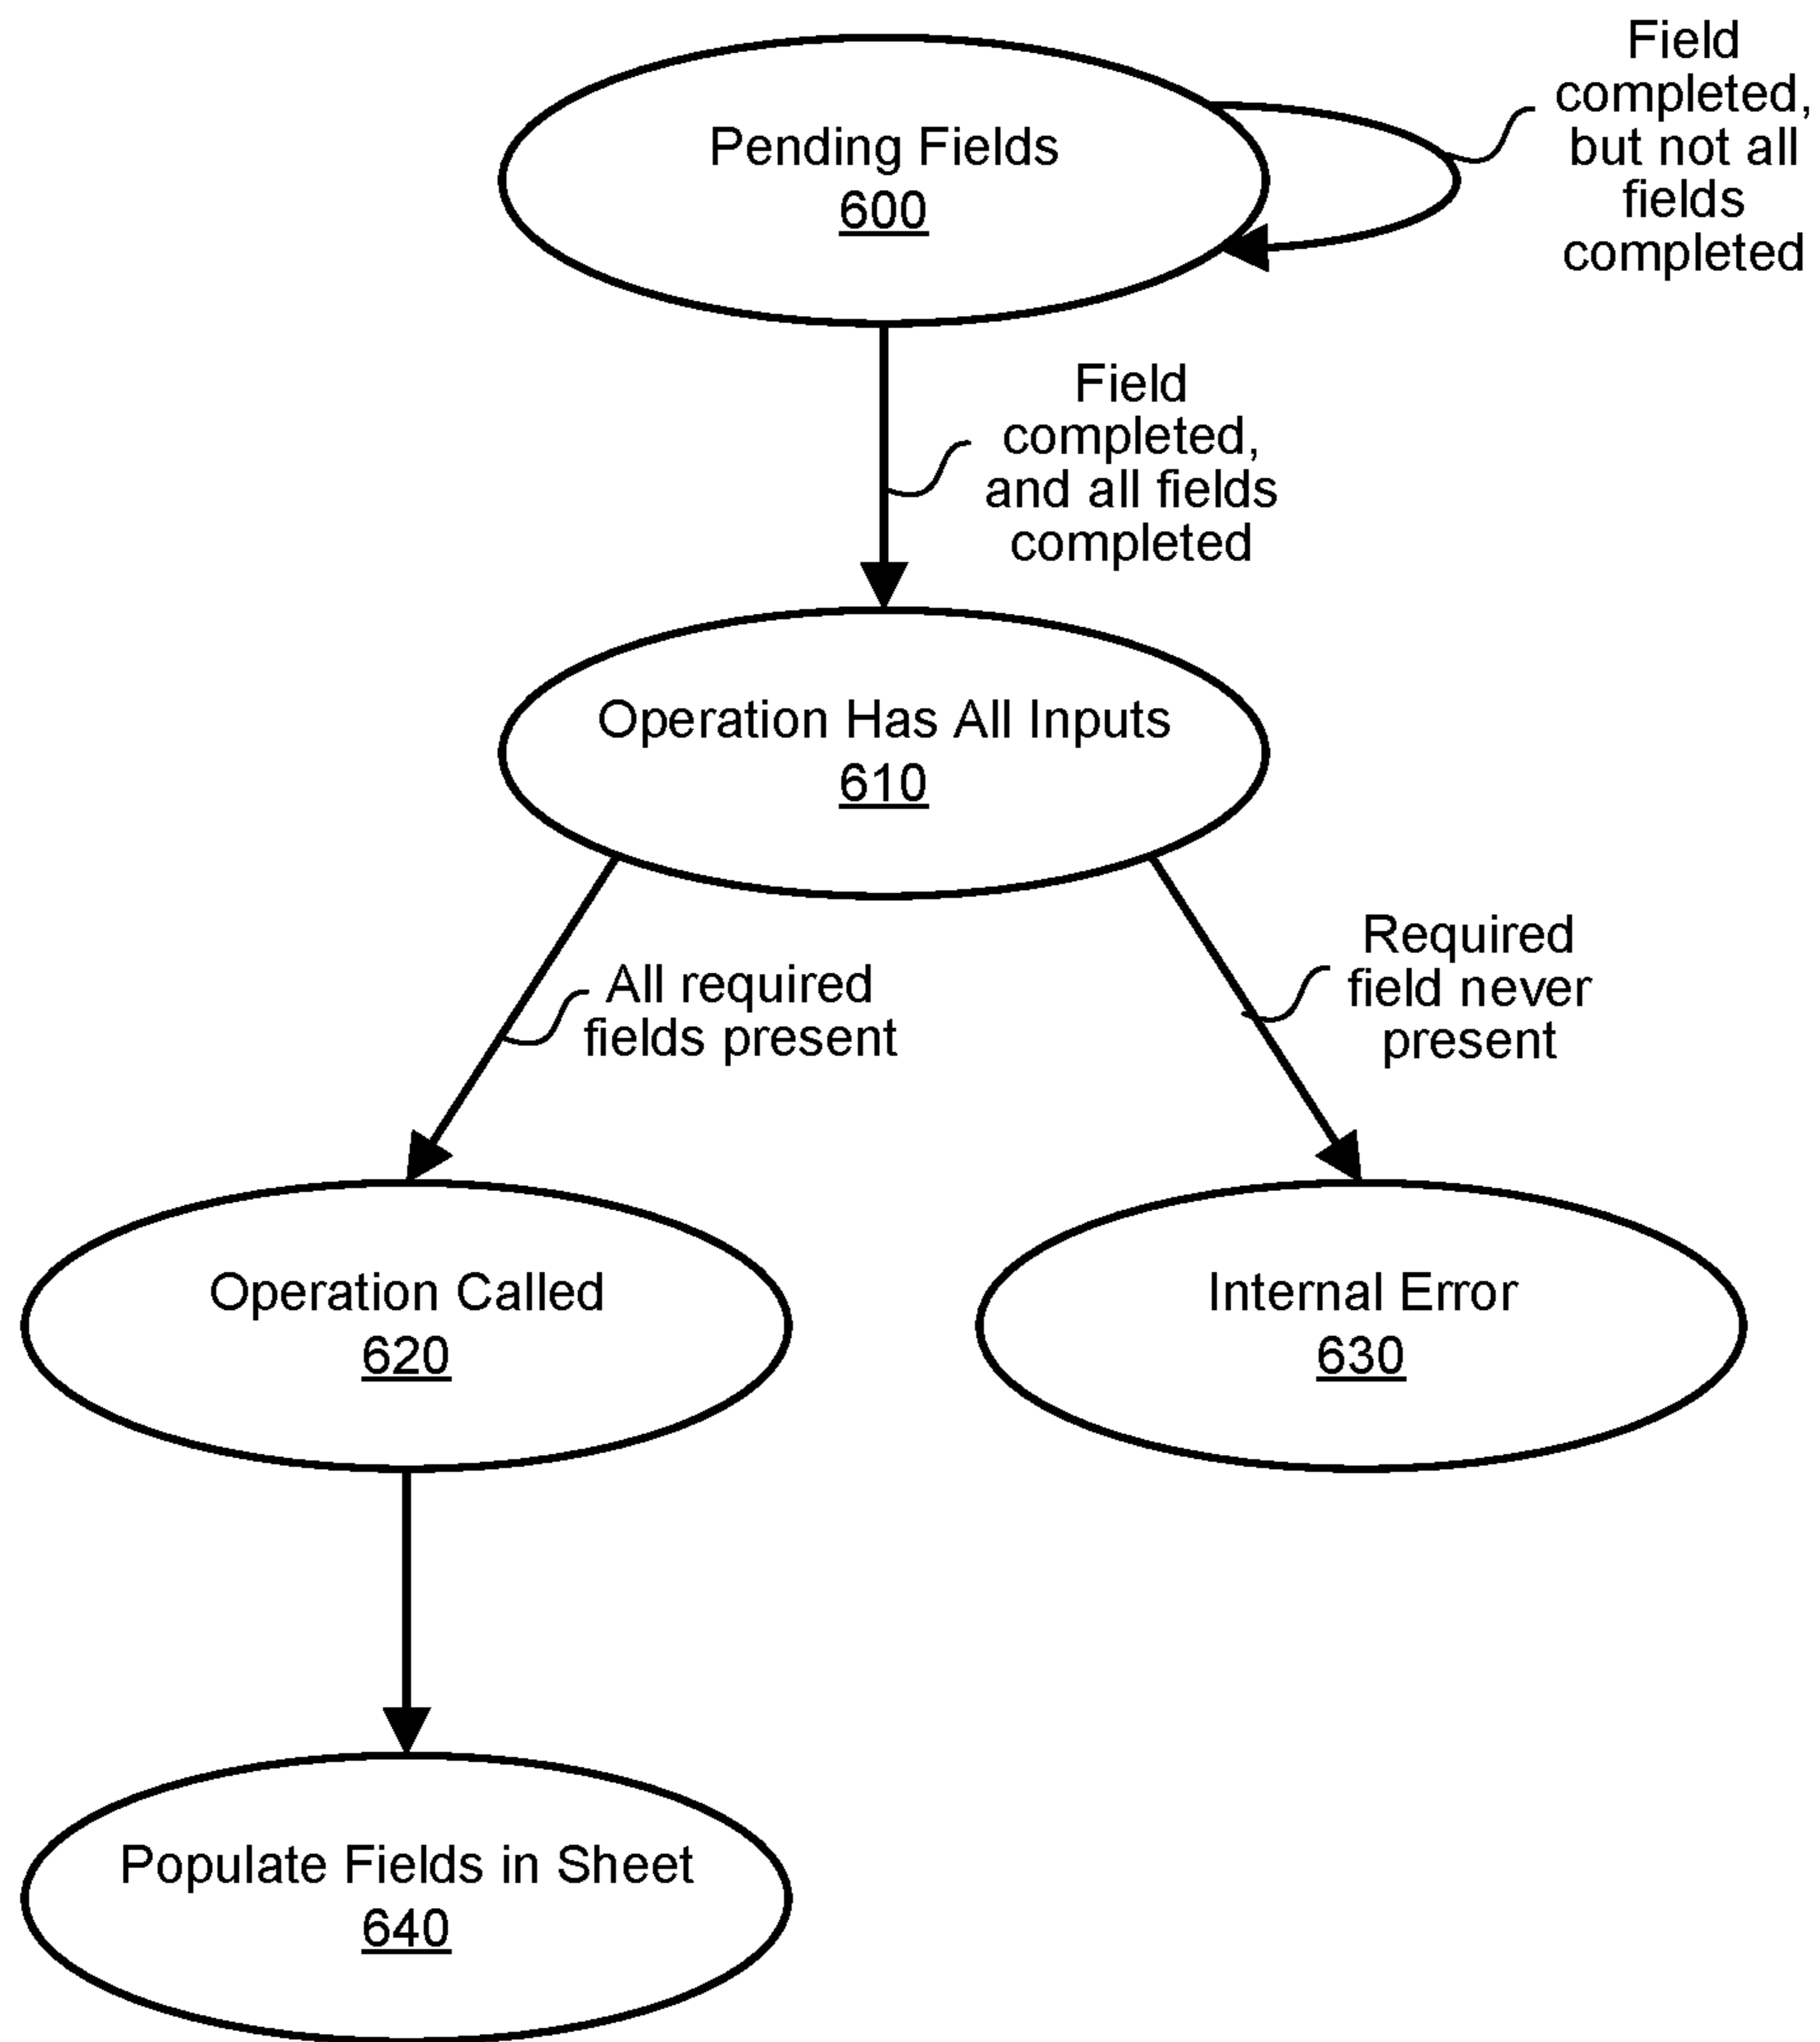 Pending Fields
600
Field
completed,
but not all
fields
completed
Field
completed,
and all fields
completed
Operation Has All Inputs
610
All required
fields present
Required
field never
present
Operation Called
620
Internal Error
630
Populate Fields in Sheet
640